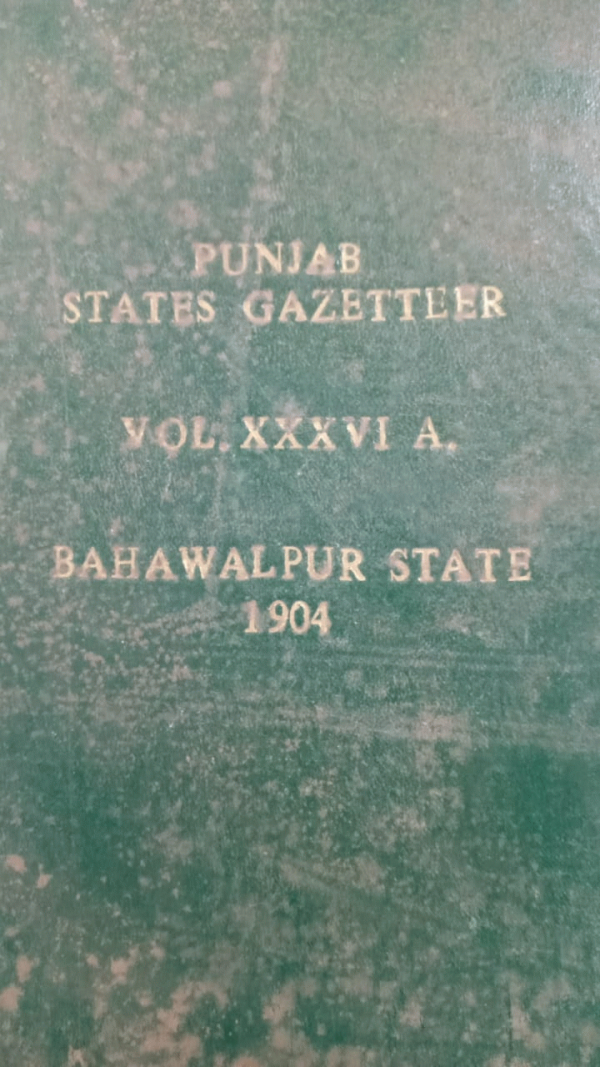 PUNJAB
STATES GAZETTEER
VOL. XXXVI A.
BAHAWALPUR STATE
1904